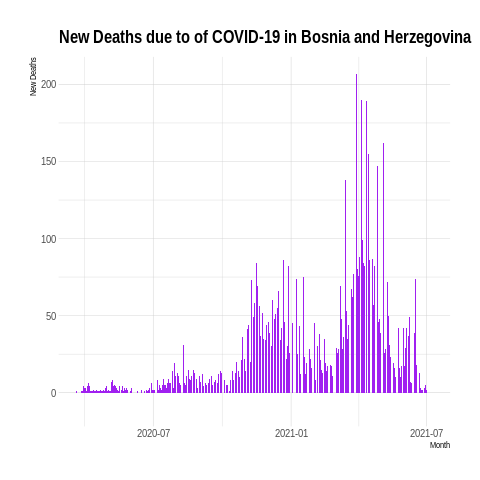 New Deaths due to of COVID-19 in Bosnia and Herzegovina
New Deaths
200
150
100
50
0
2020-07 2021-01 2021-07
Month